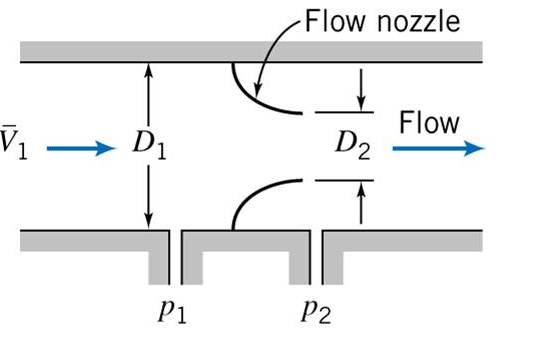 Flow nozzle
V̄₁
D₁
D₂
Flow
p₁
p₂